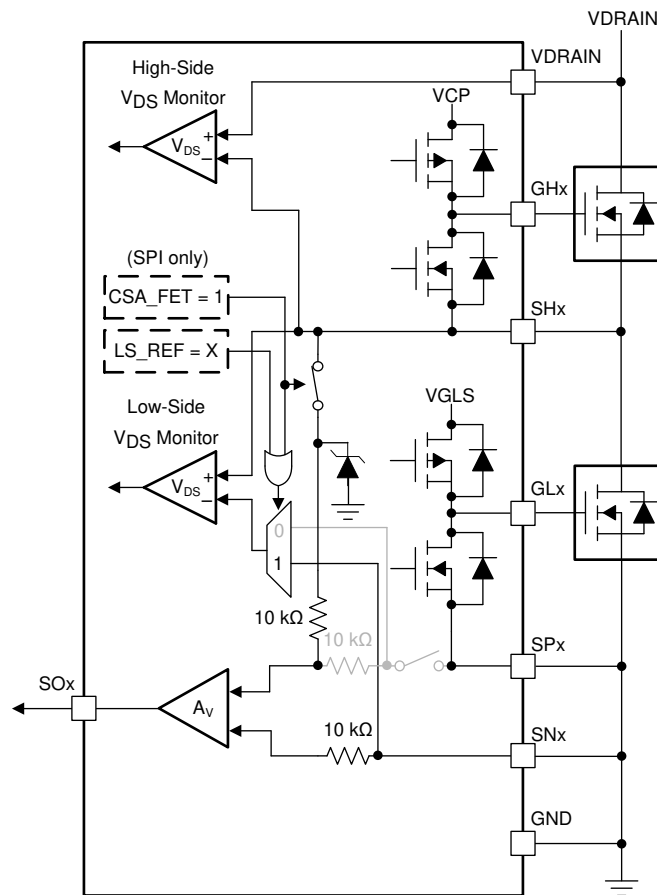 VDRAIN
VDRAIN
High-Side
VDS Monitor
VCP
+
VDS
−
GHx
(SPI only)
CSA_FET = 1
SHx
LS_REF = X
VGLS
Low-Side
VDS Monitor
+
VDS
−
GLx
0
1
10 kΩ
10 kΩ
SPx
SOx
AV
10 kΩ
SNx
GND